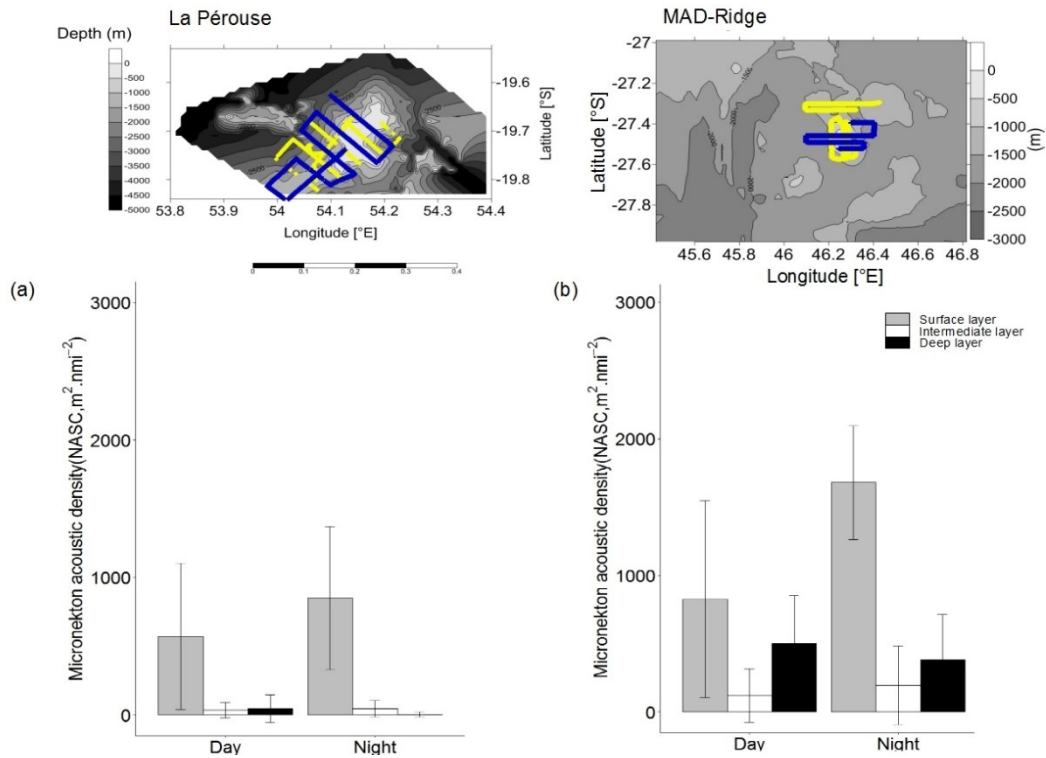 La Pérouse
Depth (m)
0
-500
-1000
-1500
-2000
-2500
-3000
-3500
-4000
-4500
-5000
2500
2500
-19.6
-19.7
-19.8
Latitude
[°S]
53.8 53.9 54 54.1 54.2 54.3 54.4
Longitude [°E]
0 0.1 0.2 0.3 0.4
MAD-Ridge
-27
-27.2
-27.4
-27.6
-27.8
Latitude [°S]
1500
45.6 45.8 46 46.2 46.4 46.6 46.8
Longitude [°E]
0
-500
-1000
-1500
-2000
-2500
-3000
(m)
(a)
Micronekton acoustic density(NASC,m².nmi⁻²)
3000
2000
1000
0
Day Night
(b)
Micronekton acoustic density(NASC,m².nmi⁻²)
3000
2000
1000
0
Surface layer
Intermediate layer
Deep layer
Day Night